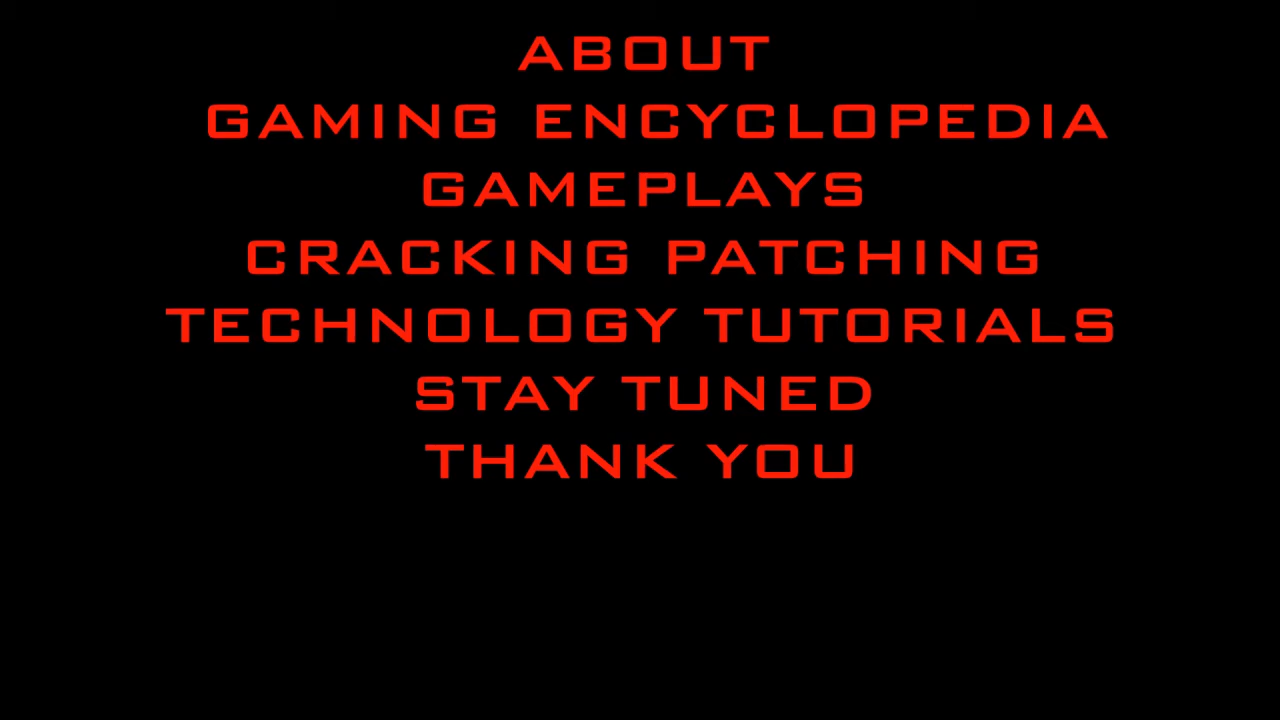 ABOUT
GAMING ENCYCLOPEDIA
GAMEPLAYS
CRACKING PATCHING
TECHNOLOGY TUTORIALS
STAY TUNED
THANK YOU